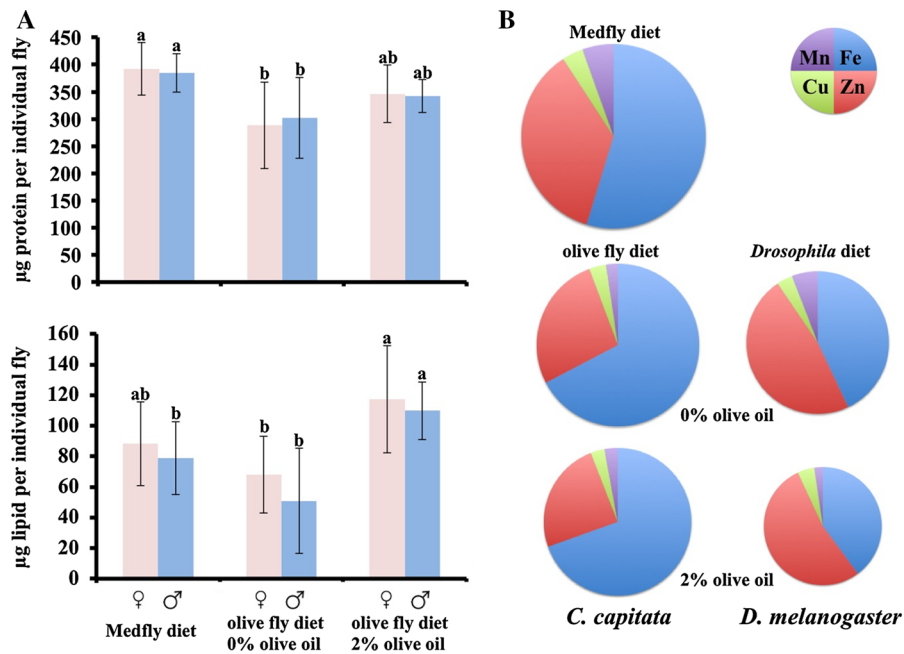 A
µg protein per individual fly
450
400
350
300
250
200
150
100
50
0
a
a
b
b
ab
ab
µg lipid per individual fly
160
140
120
100
80
60
40
20
0
ab
b
b
b
a
a
♀ ♂ ♀ ♂ ♀ ♂
Medfly diet
olive fly diet
0% olive oil
olive fly diet
2% olive oil
B
Medfly diet
Mn Fe
Cu Zn
olive fly diet
Drosophila diet
0% olive oil
2% olive oil
C. capitata
D. melanogaster